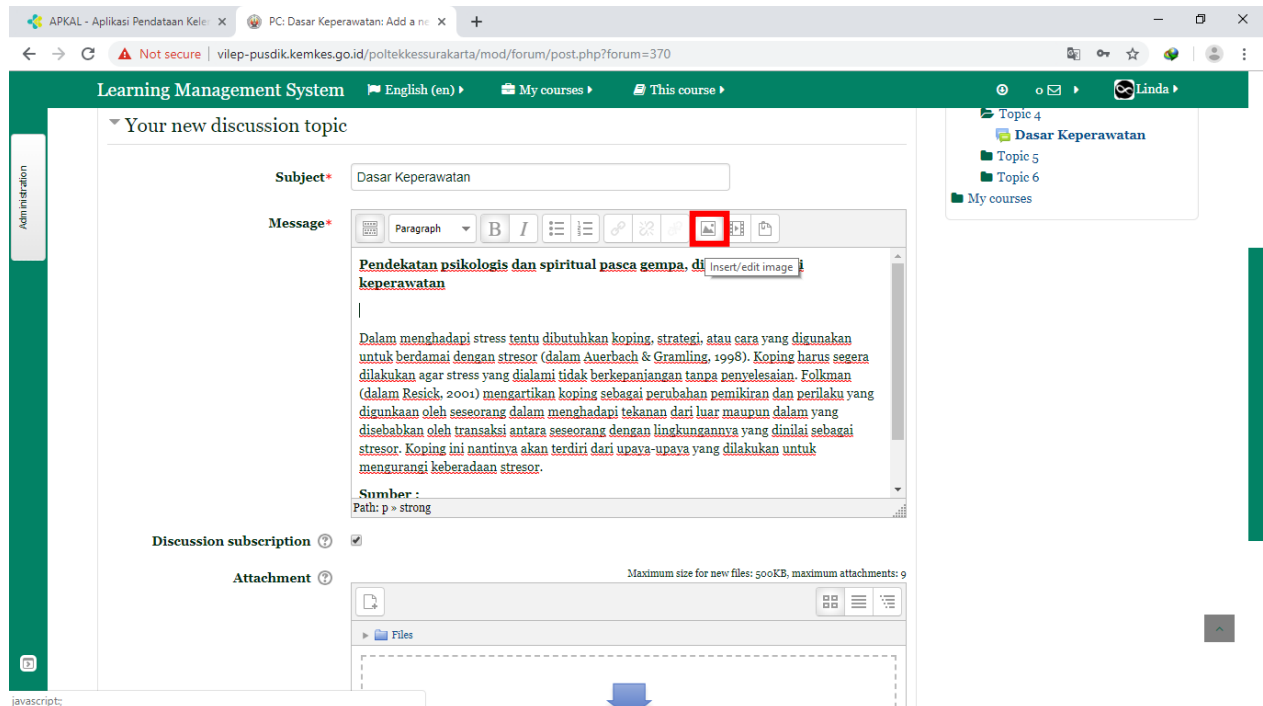 APKAL - Aplikasi Pendataan Kele
PC: Dasar Keperawatan: Add a ne
Not secure | vilep-pusdik.kemkes.go.id/poltekkessurakarta/mod/forum/post.php?forum=370
Learning Management System English (en) My courses This course 0 Linda
Administration
Your new discussion topic
Subject* Dasar Keperawatan
Message* Paragraph B I
Insert/edit image
Pendekatan psikologis dan spiritual pasca gempa, di i
keperawatan
Dalam menghadapi stress tentu dibutuhkan koping, strategi, atau cara yang digunakan
untuk berdamai dengan stresor (dalam Auerbach & Gramling, 1998). Koping harus segera
dilakukan agar stress yang dialami tidak berkepanjangan tanpa penyelesaian. Folkman
(dalam Resick, 2001) mengartikan koping sebagai perubahan pemikiran dan perilaku yang
digunkaan oleh seseorang dalam menghadapi tekanan dari luar maupun dalam yang
disebabkan oleh transaksi antara seseorang dengan lingkungannya yang dinilai sebagai
stresor. Koping ini nantinya akan terdiri dari upaya-upaya yang dilakukan untuk
mengurangi keberadaan stresor.
Sumber :
Path: p » strong
Discussion subscription
Attachment
Maximum size for new files: 500KB, maximum attachments: 9
Files
Topic 4
Dasar Keperawatan
Topic 5
Topic 6
My courses
javascript:;